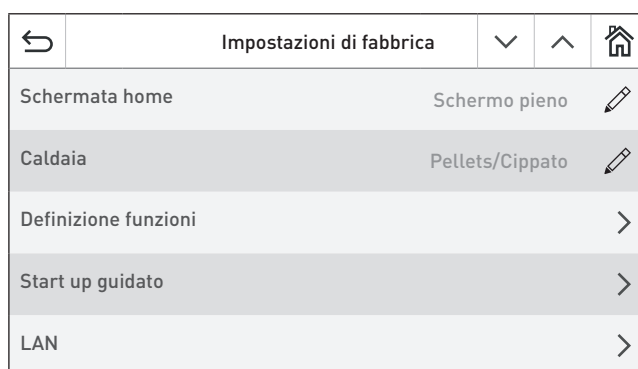 Impostazioni di fabbrica
Schermata home Schermo pieno
Caldaia Pellets/Cippato
Definizione funzioni
Start up guidato
LAN